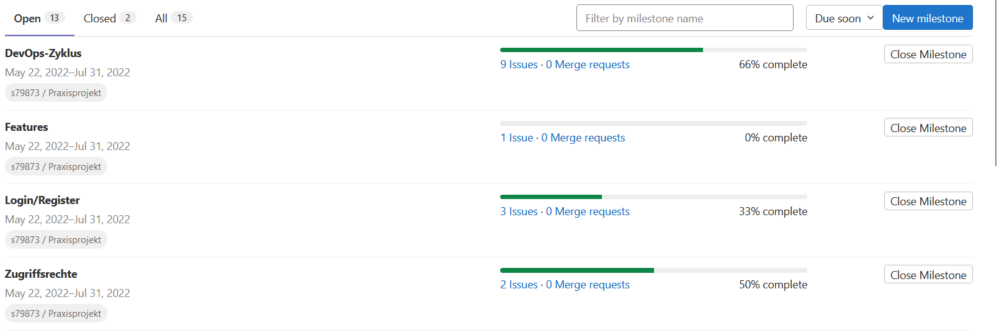 Open 13 Closed 2 All 15 Filter by milestone name Due soon New milestone
DevOps-Zyklus
May 22, 2022–Jul 31, 2022
s79873 / Praxisprojekt
9 Issues · 0 Merge requests 66% complete
Close Milestone
Features
May 22, 2022–Jul 31, 2022
s79873 / Praxisprojekt
1 Issue · 0 Merge requests 0% complete
Close Milestone
Login/Register
May 22, 2022–Jul 31, 2022
s79873 / Praxisprojekt
3 Issues · 0 Merge requests 33% complete
Close Milestone
Zugriffsrechte
May 22, 2022–Jul 31, 2022
s79873 / Praxisprojekt
2 Issues · 0 Merge requests 50% complete
Close Milestone